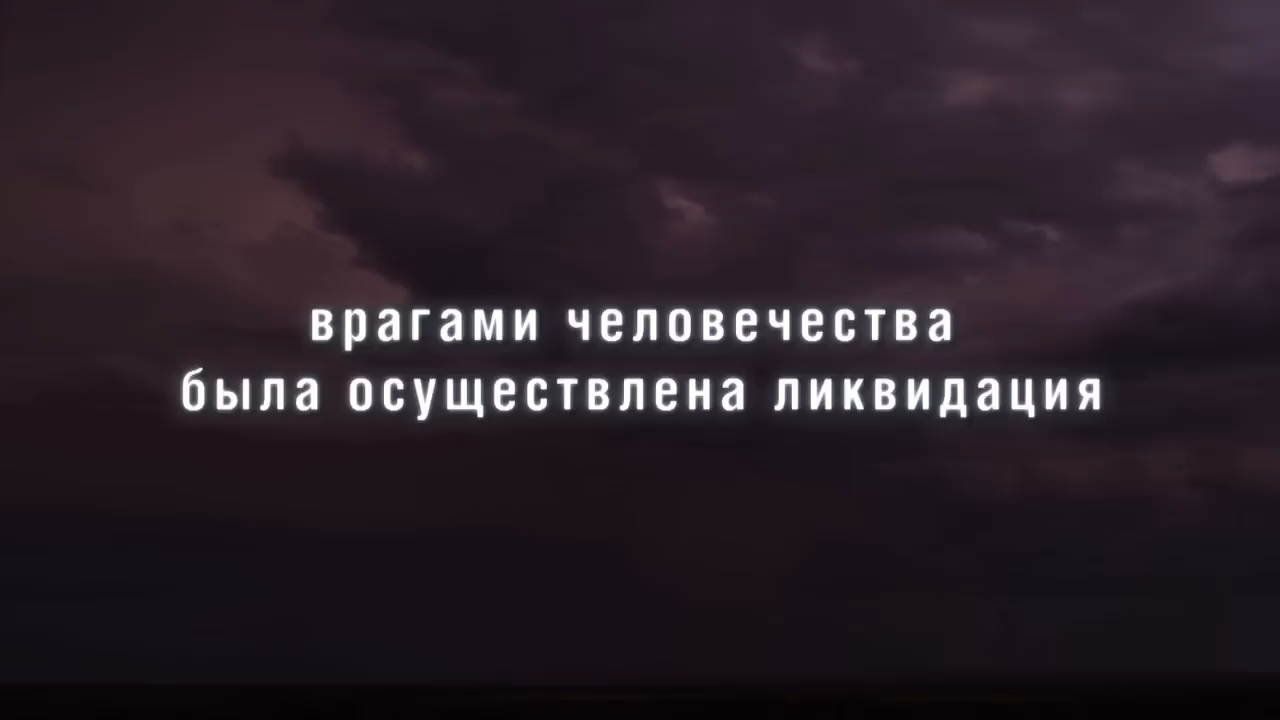 врагами человечества
была осуществлена ликвидация